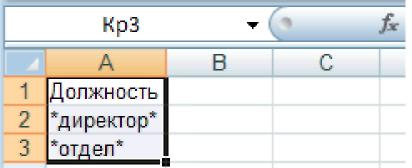 Кр3
fx
A B C
1 Должность
2 *директор*
3 *отдел*